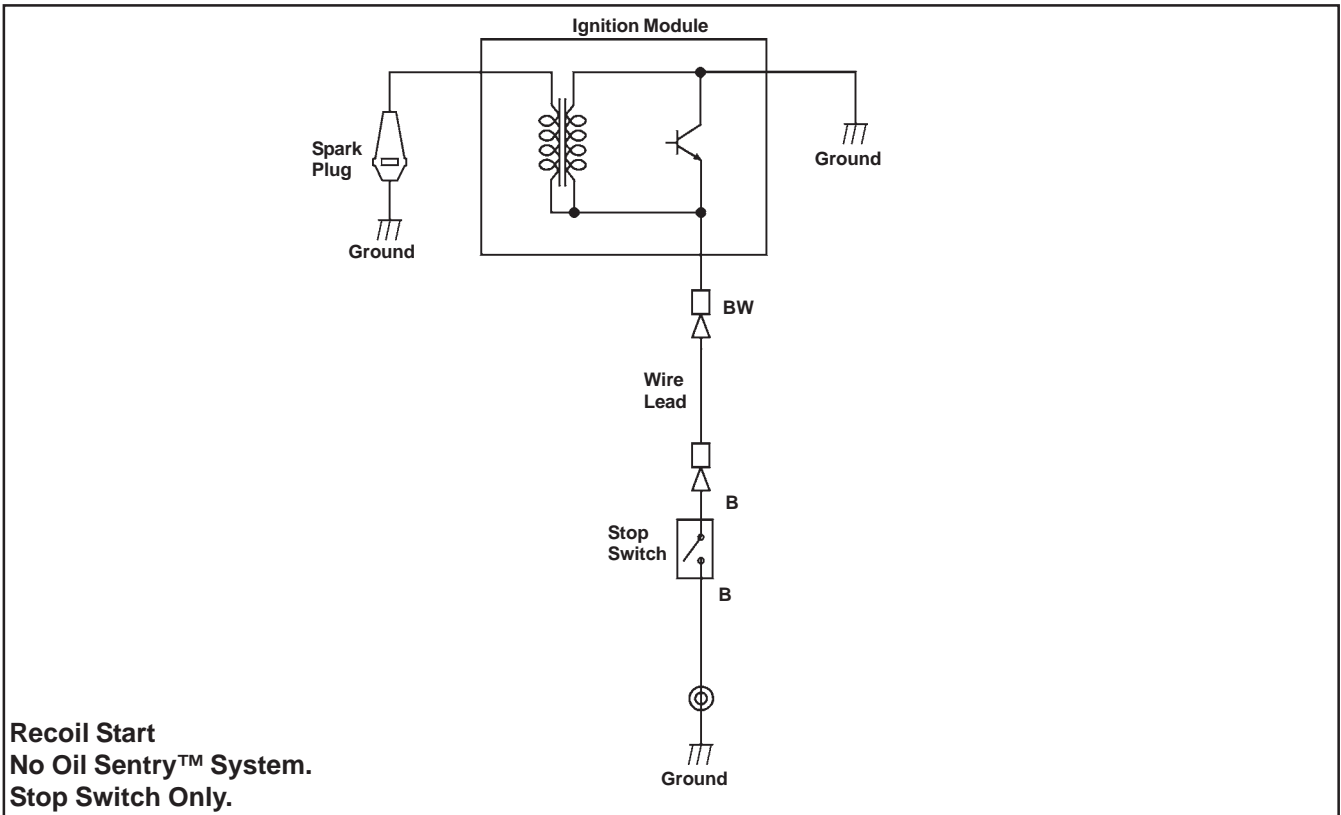 Ignition Module
Spark
Plug
Ground
Ground
BW
Wire
Lead
B
Stop
Switch
B
Ground
Recoil Start
No Oil Sentry™ System.
Stop Switch Only.